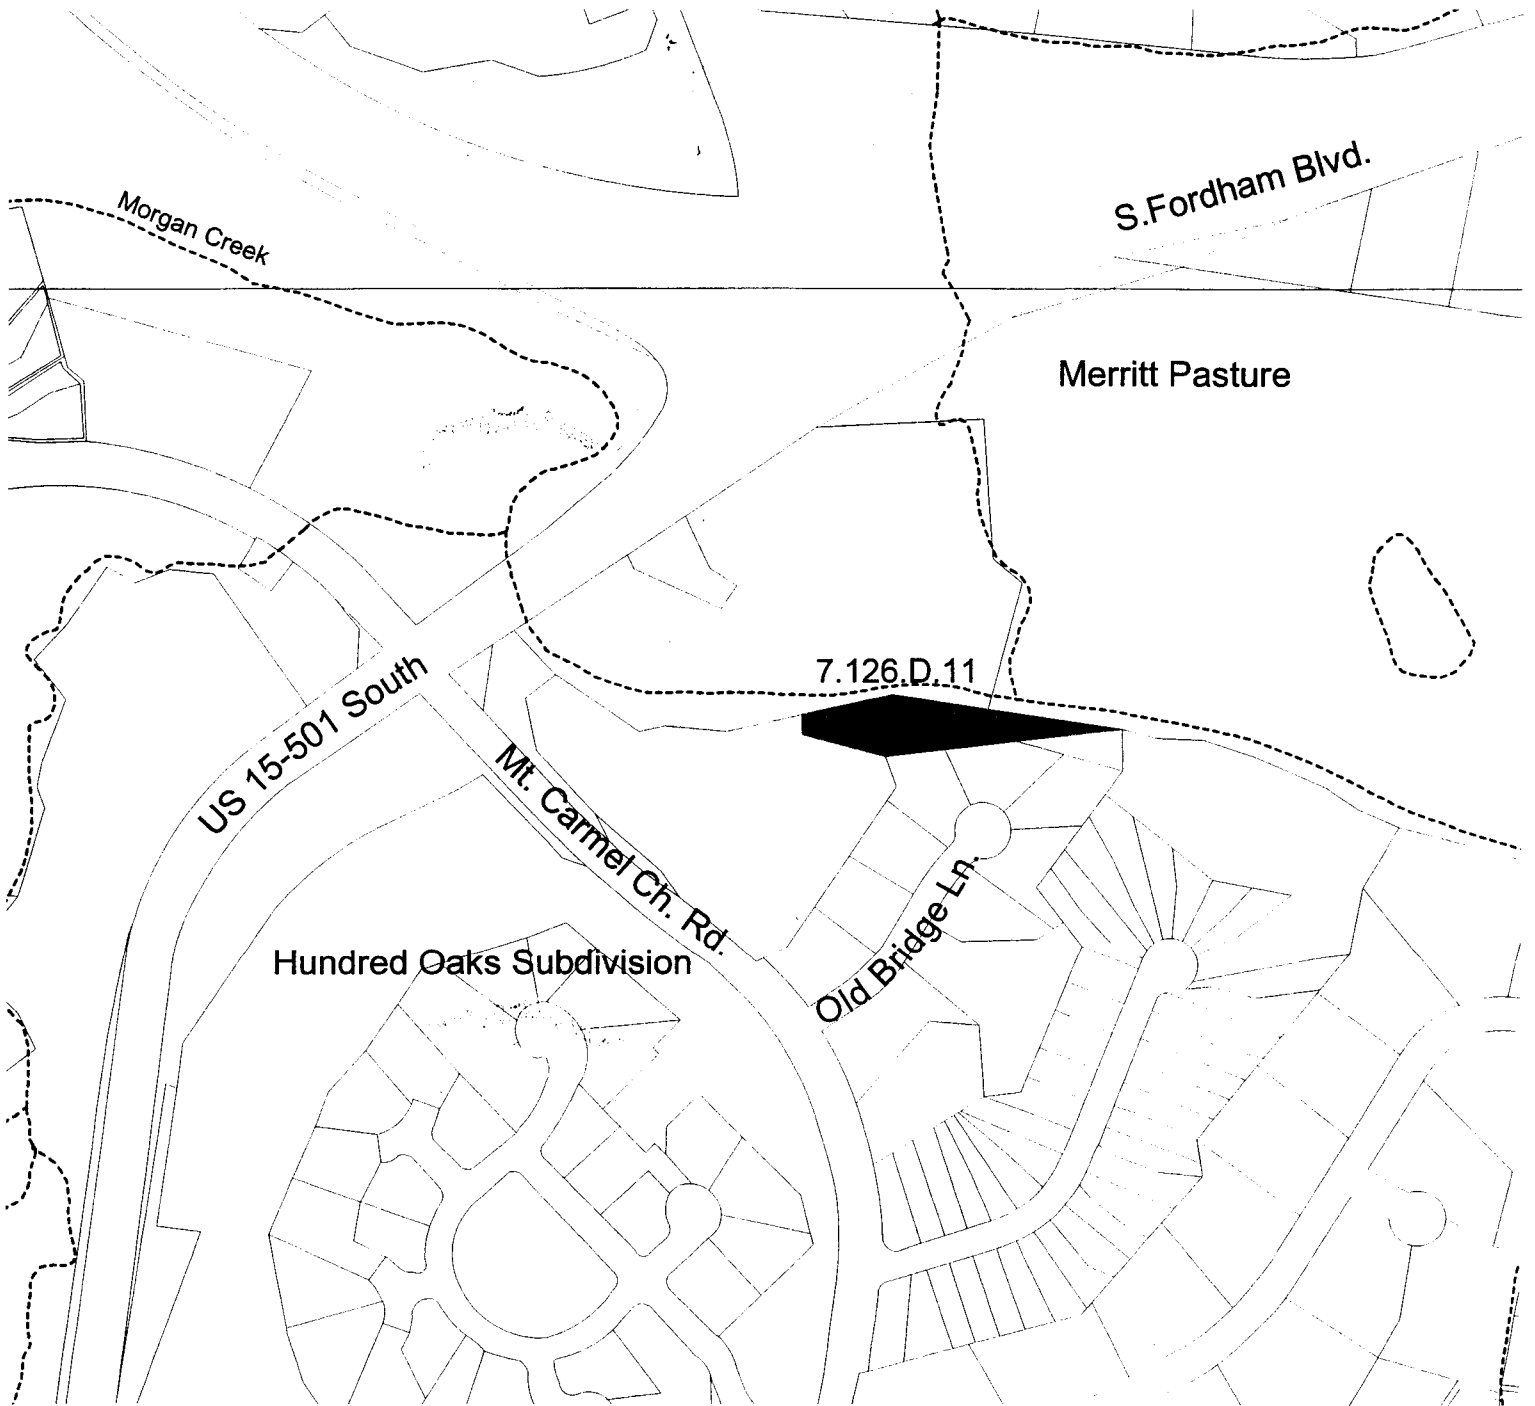 Morgan Creek
S.Fordham Blvd.
Merritt Pasture
7.126.D.11
US 15-501 South
Mt. Carmel Ch. Rd.
Old Bridge Ln.
Hundred Oaks Subdivision